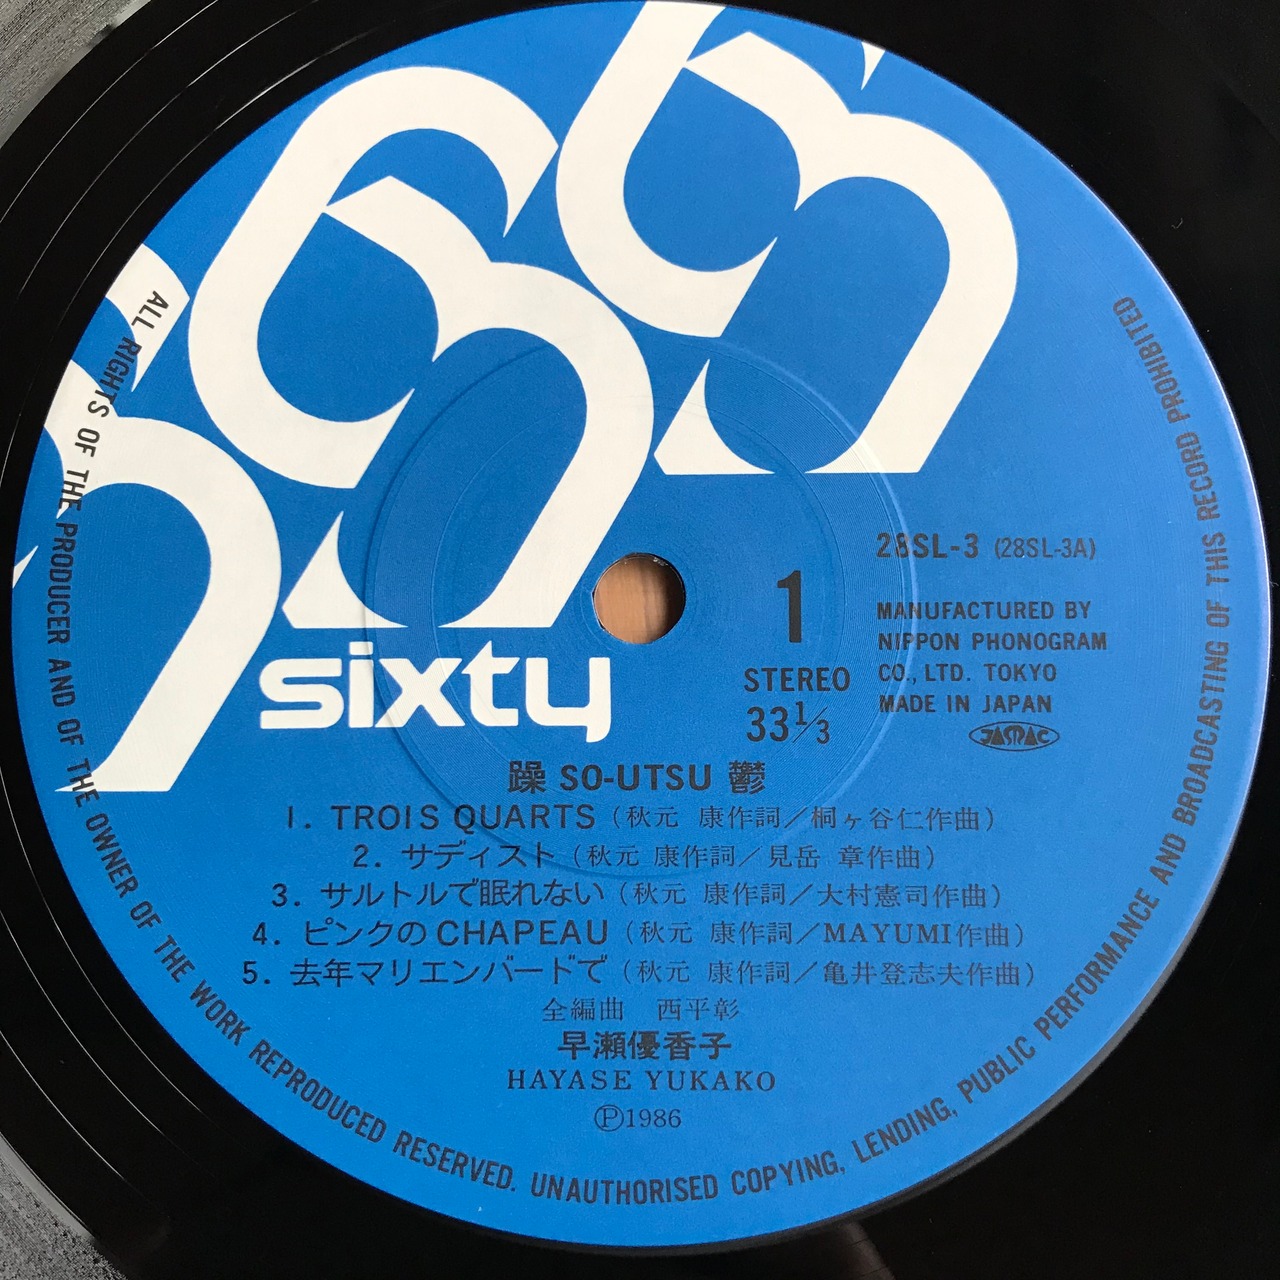 sixty
1
STEREO
33 1/3
28SL-3 (28SL-3A)
MANUFACTURED BY
NIPPON PHONOGRAM
CO., LTD. TOKYO
MADE IN JAPAN
JASRAC
躁 SO-UTSU 鬱
1. TROIS QUARTS（秋元 康作詞／桐ヶ谷仁作曲）
2. サディスト（秋元 康作詞／見岳 章作曲）
3. サルトルで眠れない（秋元 康作詞／大村憲司作曲）
4. ピンクのCHAPEAU（秋元 康作詞／MAYUMI作曲）
5. 去年マリエンバードで（秋元 康作詞／亀井登志夫作曲）
全編曲 西平彰
早瀬優香子
HAYASE YUKAKO
Ⓟ1986
ALL RIGHTS OF THE PRODUCER AND OF THE OWNER OF THE WORK REPRODUCED RESERVED. UNAUTHORISED COPYING, LENDING, PUBLIC PERFORMANCE AND BROADCASTING OF THIS RECORD PROHIBITED